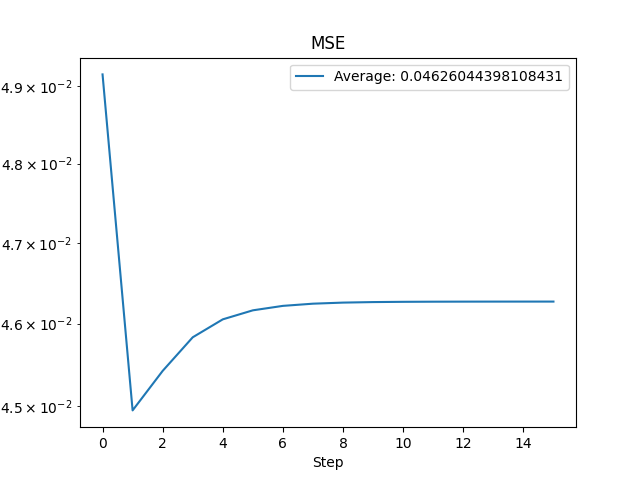 MSE
Average: 0.04626044398108431
4.9 × 10⁻²
4.8 × 10⁻²
4.7 × 10⁻²
4.6 × 10⁻²
4.5 × 10⁻²
0 2 4 6 8 10 12 14
Step